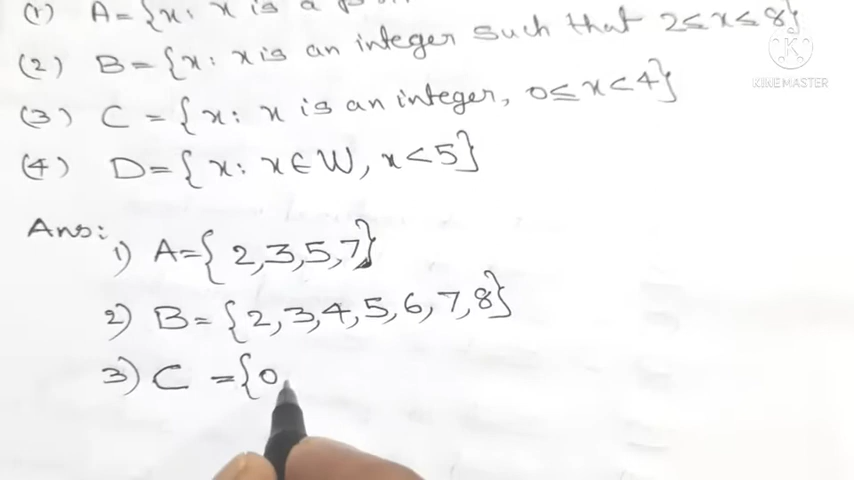 (1) A={x: x is a
(2) B={x: x is an integer such that 2≤x≤8}
(3) C = {x: x is an integer, 0≤x<4}
(4) D={x: x∈W, x<5}
Ans:
1) A={2,3,5,7}
2) B={2,3,4,5,6,7,8}
3) C ={0,
K
KINEMASTER